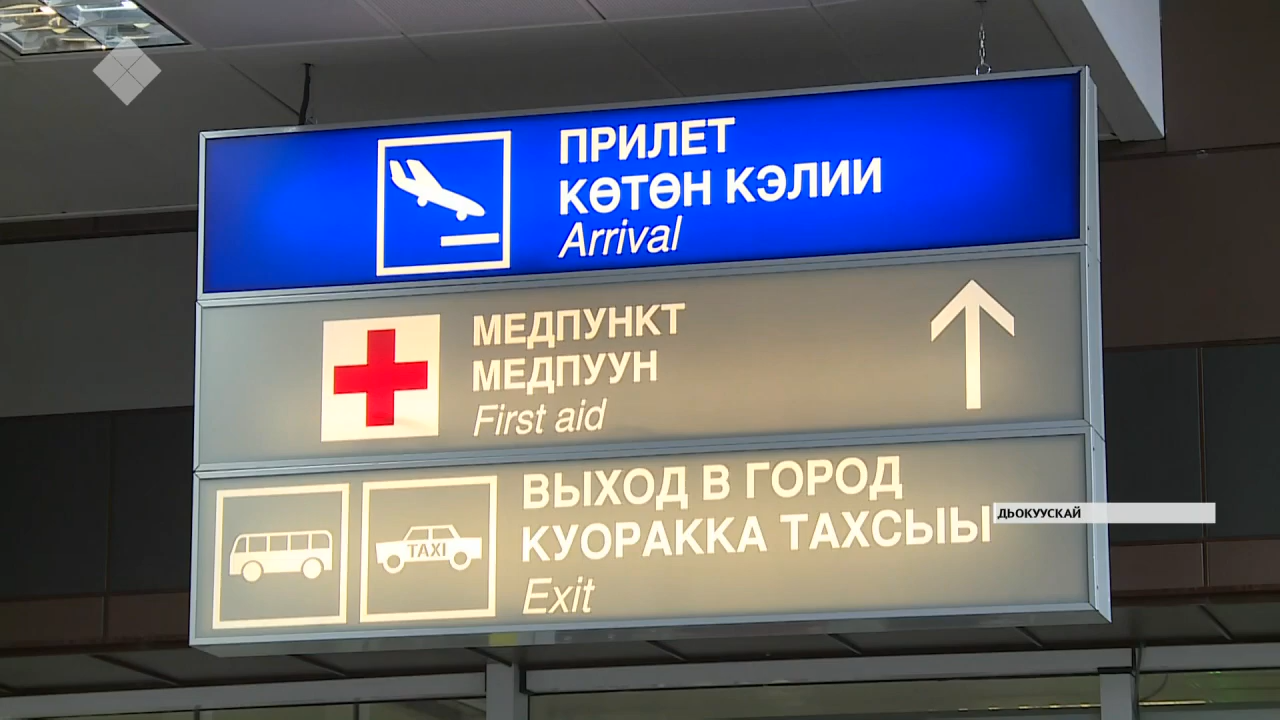 ПРИЛЕТ
КӨТӨН КЭЛИИ
Arrival
МЕДПУНКТ
МЕДПУУН
First aid
TAXI
ВЫХОД В ГОРОД
КУОРАККА ТАХСЫЫ
Exit
ДЬОКУУСКАЙ